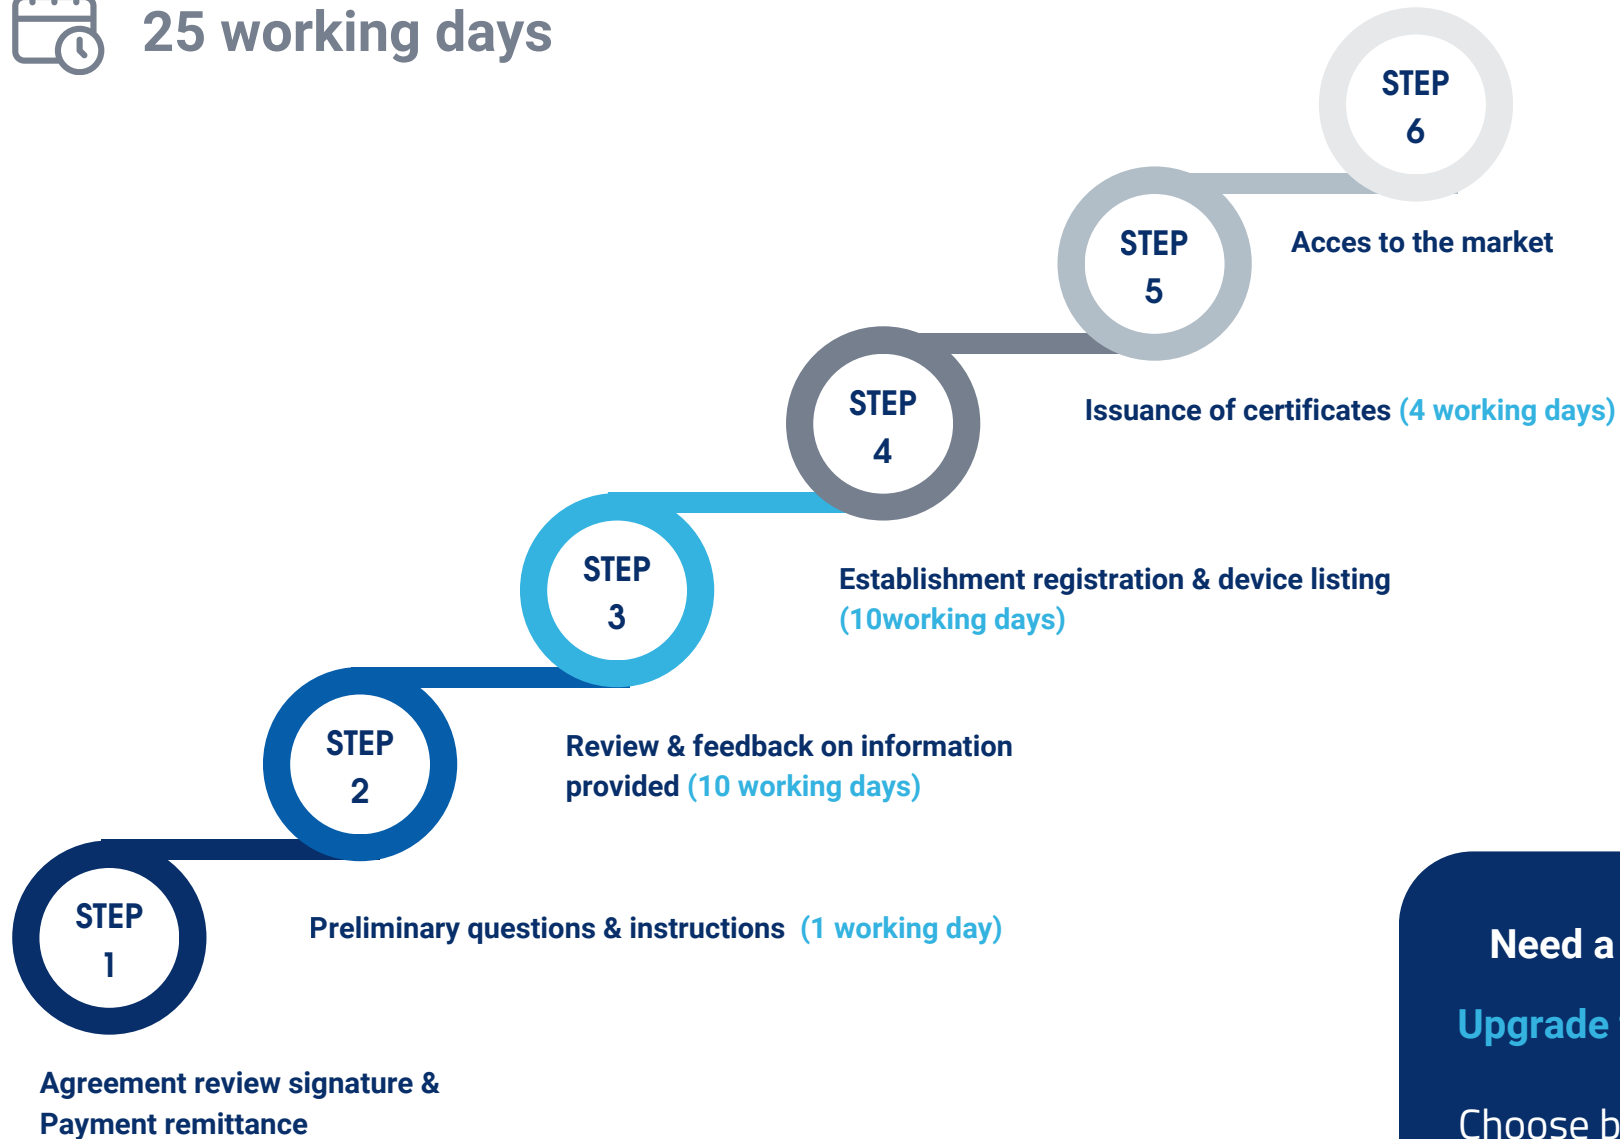 25 working days
STEP
6
Acces to the market
STEP
5
Issuance of certificates (4 working days)
STEP
4
Establishment registration & device listing
(10working days)
STEP
3
Review & feedback on information
provided (10 working days)
STEP
2
Preliminary questions & instructions (1 working day)
STEP
1
Agreement review signature &
Payment remittance
Need a
Upgrade
Choose b